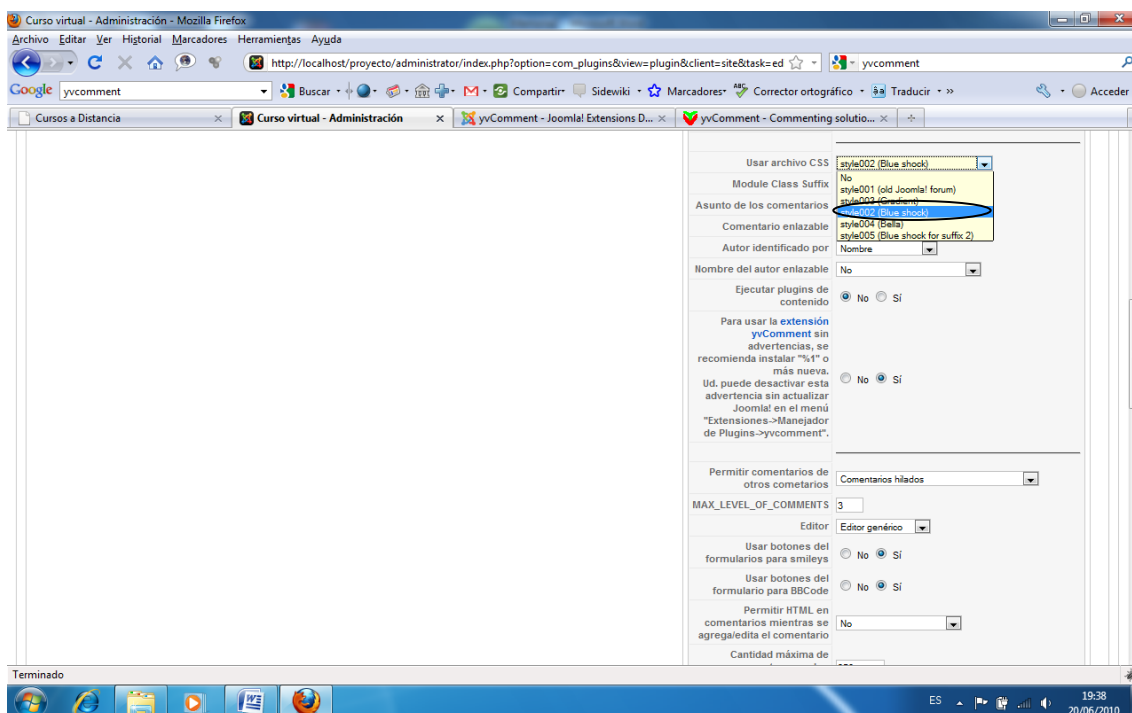 Curso virtual - Administración - Mozilla Firefox
Archivo Editar Ver Historial Marcadores Herramientas Ayuda
http://localhost/proyecto/administrator/index.php?option=com_plugins&view=plugin&client=site&task=ed yvcomment
Google yvcomment Buscar Compartir Sidewiki Marcadores Corrector ortográfico Traducir » Acceder
Cursos a Distancia Curso virtual - Administración yvComment - Joomla! Extensions D... yvComment - Commenting solutio...
Usar archivo CSS style002 (Blue shock)
No
Module Class Suffix
style001 (old Joomla! forum)
style003 (Gradient)
Asunto de los comentarios
style002 (Blue shock)
Comentario enlazable style004 (Bella)
style005 (Blue shock for suffix 2)
Autor identificado por Nombre
Nombre del autor enlazable No
Ejecutar plugins de
contenido No Sí
Para usar la extensión
yvComment sin
advertencias, se
recomienda instalar "%1" o
más nueva.
Ud. puede desactivar esta No Sí
advertencia sin actualizar
Joomla! en el menú
"Extensiones->Manejador
de Plugins->yvcomment".
Permitir comentarios de
otros cometarios Comentarios hilados
MAX_LEVEL_OF_COMMENTS 3
Editor Editor genérico
Usar botones del
formularios para smileys No Sí
Usar botones del
formulario para BBCode No Sí
Permitir HTML en
comentarios mientras se No
agrega/edita el comentario
Cantidad máxima de
Terminado
ES 19:38
20/06/2010